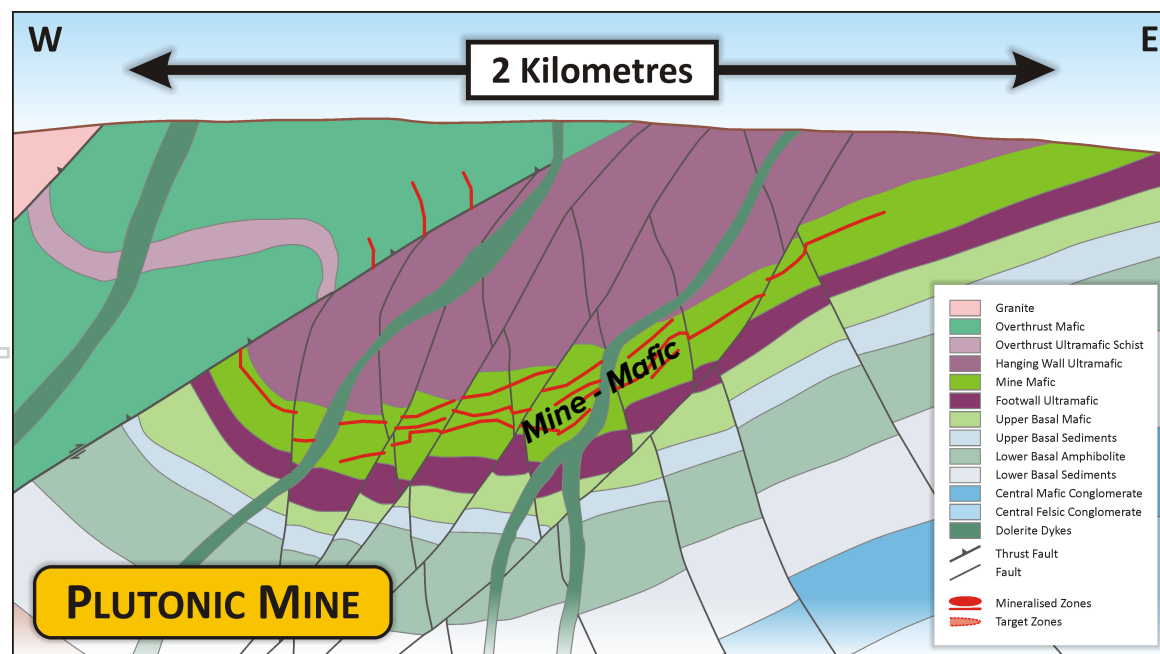 W
E
2 Kilometres
Mine - Mafic
Granite
Overthrust Mafic
Overthrust Ultramafic Schist
Hanging Wall Ultramafic
Mine Mafic
Footwall Ultramafic
Upper Basal Mafic
Upper Basal Sediments
Lower Basal Amphibolite
Lower Basal Sediments
Central Mafic Conglomerate
Central Felsic Conglomerate
Dolerite Dykes
Thrust Fault
Fault
Mineralised Zones
Target Zones
PLUTONIC MINE